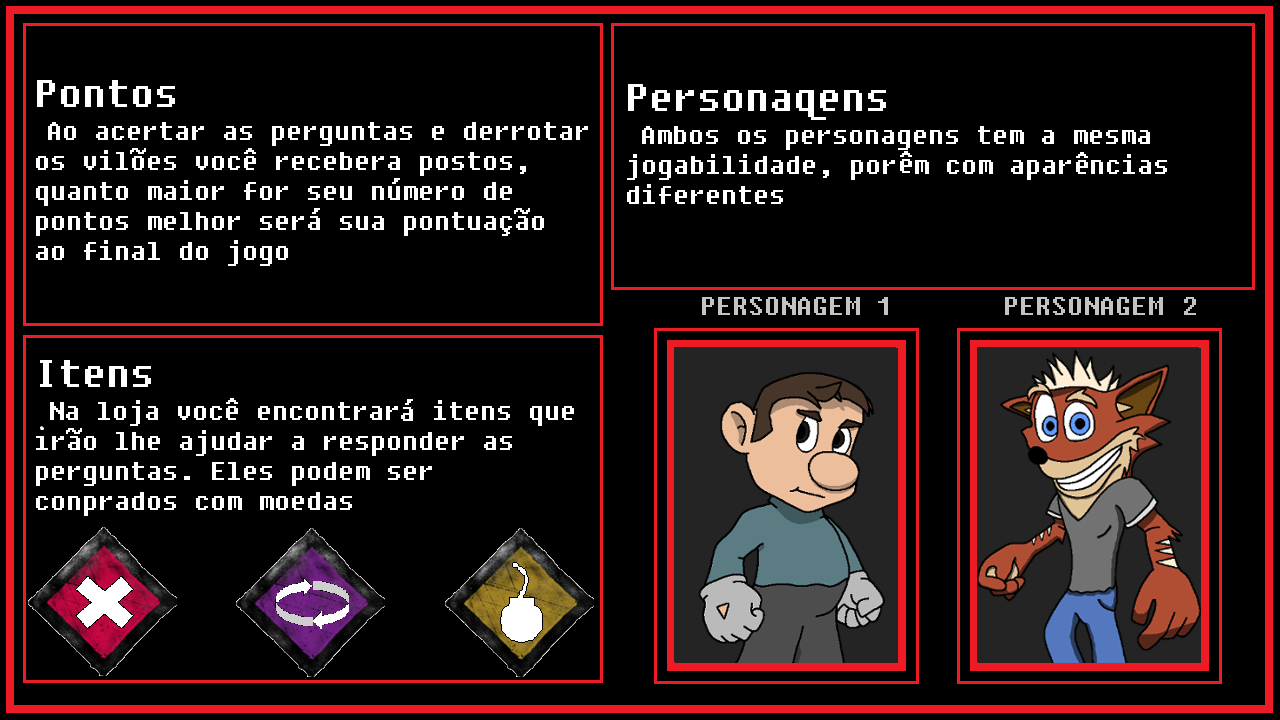 Pontos
Ao acertar as perguntas e derrotar
os vilões você recebera postos,
quanto maior for seu número de
pontos melhor será sua pontuação
ao final do jogo
Personagens
Ambos os personagens tem a mesma
jogabilidade, porêm com aparências
diferentes
PERSONAGEM 1
PERSONAGEM 2
Itens
Na loja você encontrará itens que
irão lhe ajudar a responder as
perguntas. Eles podem ser
conprados com moedas